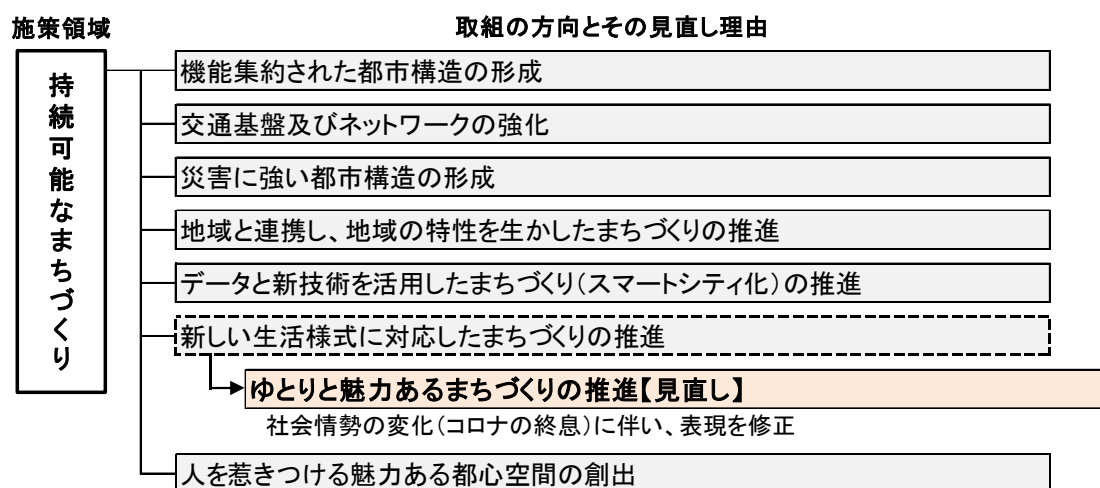 施策領域
取組の方向とその見直し理由
持続可能なまちづくり
機能集約された都市構造の形成
交通基盤及びネットワークの強化
災害に強い都市構造の形成
地域と連携し、地域の特性を生かしたまちづくりの推進
データと新技術を活用したまちづくり(スマートシティ化)の推進
新しい生活様式に対応したまちづくりの推進
ゆとりと魅力あるまちづくりの推進【見直し】
社会情勢の変化(コロナの終息)に伴い、表現を修正
人を惹きつける魅力ある都心空間の創出